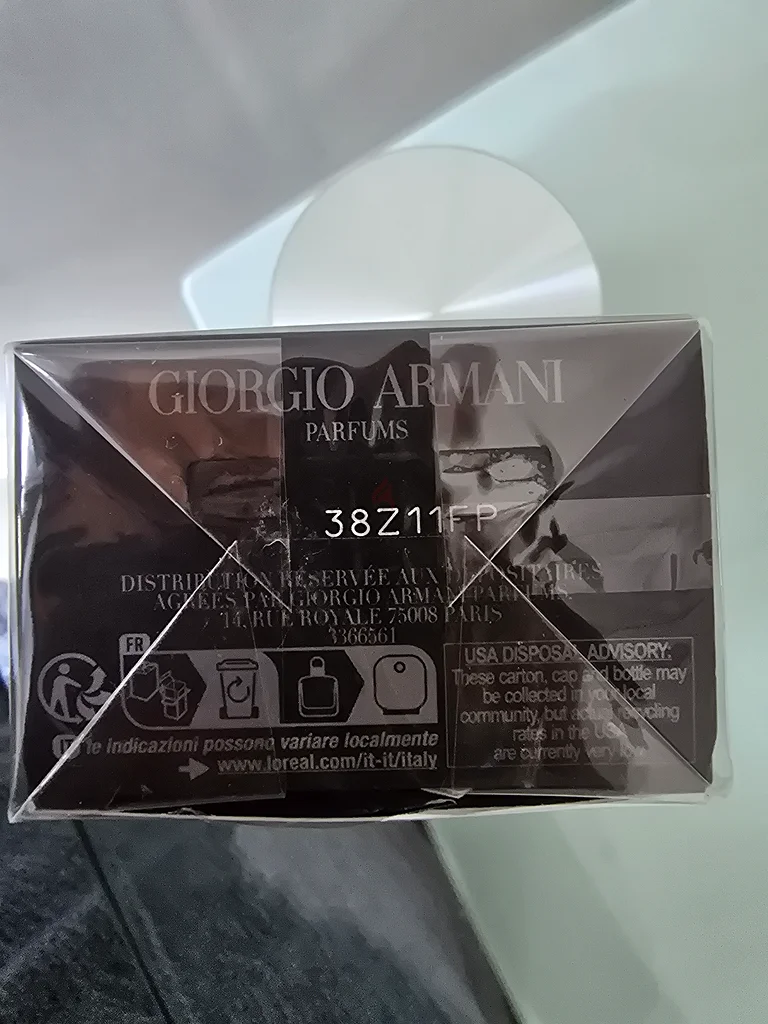 GIORGIO ARMANI
PARFUMS
38Z11FP
DISTRIBUTION RÉSERVÉE AUX DÉPOSITAIRES
AGRÉÉS PAR GIORGIO ARMANI PARFUMS.
14, RUE ROYALE 75008 PARIS
3366561
FR
USA DISPOSAL ADVISORY:
These carton, cap and bottle may
be collected in your local
community, but actual recycling
rates in the USA
are currently very low.
le indicazioni possono variare localmente
www.loreal.com/it-it/italy